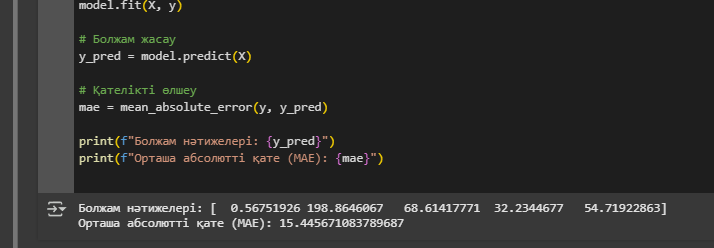 model.fit(X, y)
# Болжам жасау
y_pred = model.predict(X)
# Қателікті өлшеу
mae = mean_absolute_error(y, y_pred)
print(f"Болжам нәтижелері: {y_pred}")
print(f"Орташа абсолютті қате (MAE): {mae}")
Болжам нәтижелері: [  0.56751926 198.8646067   68.61417771  32.2344677   54.71922863]
Орташа абсолютті қате (MAE): 15.445671083789687